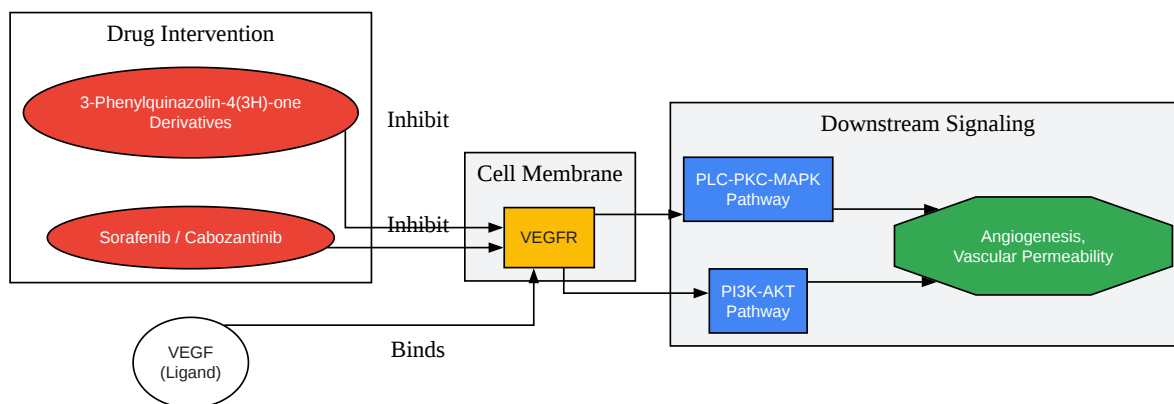 Drug Intervention
3-Phenylquinazolin-4(3H)-one
Derivatives
Inhibit
Sorafenib / Cabozantinib
Inhibit
VEGF
(Ligand)
Binds
Cell Membrane
VEGFR
Downstream Signaling
PLC-PKC-MAPK
Pathway
PI3K-AKT
Pathway
Angiogenesis,
Vascular Permeability